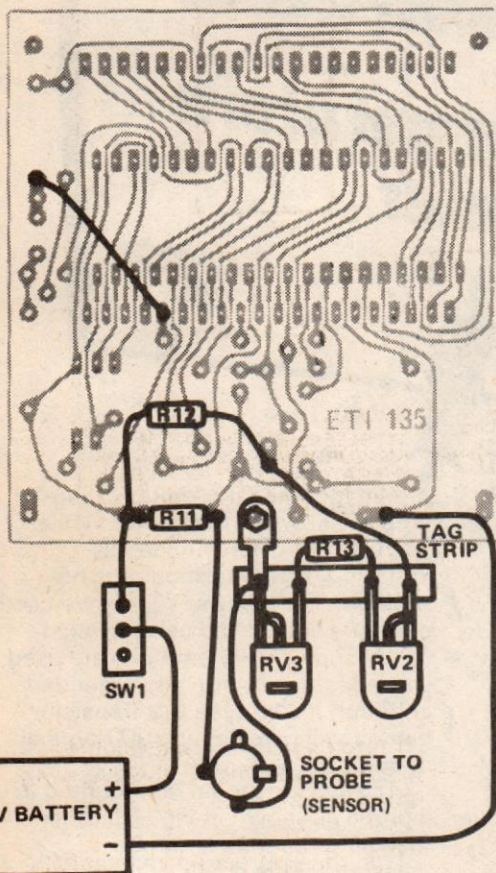 R12
ETI 135
R11
TAG
STRIP
R13
RV3
RV2
SW1
SOCKET TO
PROBE
(SENSOR)
+
V BATTERY
-